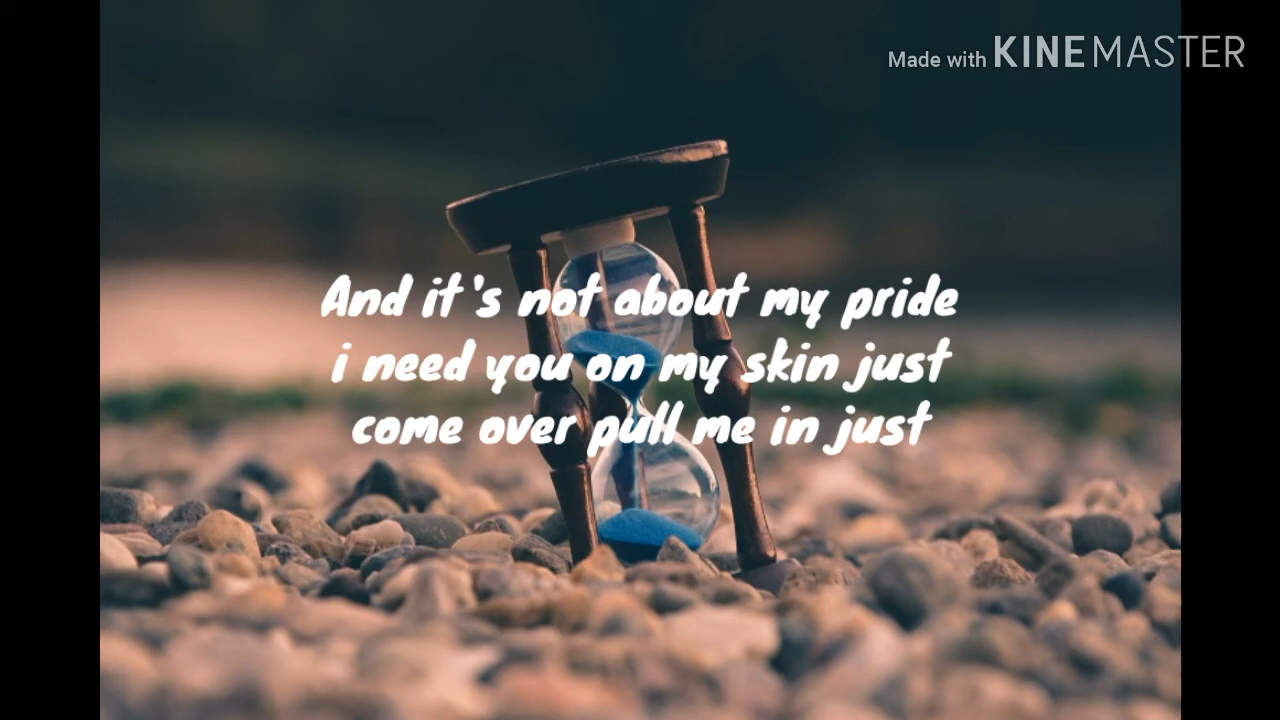 Made with KINEMASTER
And it's not about my pride
i need you on my skin just
come over pull me in just